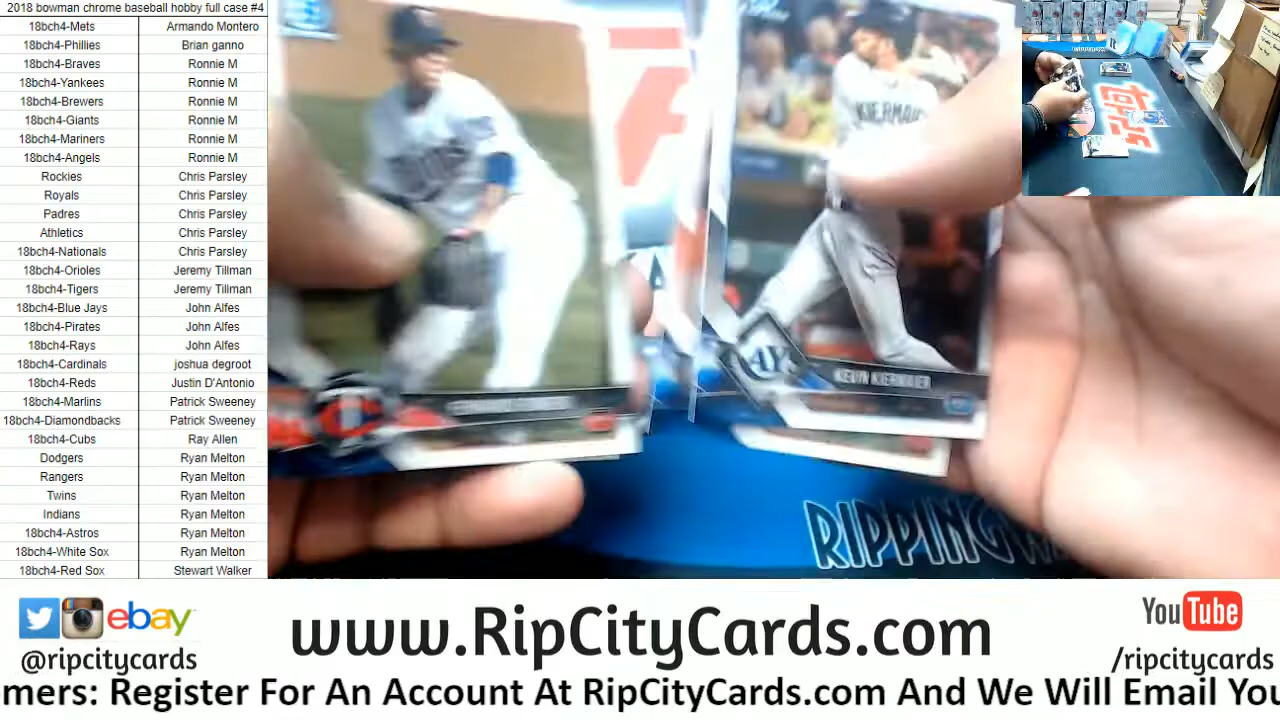 2018 bowman chrome baseball hobby full case #4
18bch4-Mets Armando Montero
18bch4-Phillies Brian ganno
18bch4-Braves Ronnie M
18bch4-Yankees Ronnie M
18bch4-Brewers Ronnie M
18bch4-Giants Ronnie M
18bch4-Mariners Ronnie M
18bch4-Angels Ronnie M
Rockies Chris Parsley
Royals Chris Parsley
Padres Chris Parsley
Athletics Chris Parsley
18bch4-Nationals Chris Parsley
18bch4-Orioles Jeremy Tillman
18bch4-Tigers Jeremy Tillman
18bch4-Blue Jays John Alfes
18bch4-Pirates John Alfes
18bch4-Rays John Alfes
18bch4-Cardinals joshua degroot
18bch4-Reds Justin D'Antonio
18bch4-Marlins Patrick Sweeney
18bch4-Diamondbacks Patrick Sweeney
18bch4-Cubs Ray Allen
Dodgers Ryan Melton
Rangers Ryan Melton
Twins Ryan Melton
Indians Ryan Melton
18bch4-Astros Ryan Melton
18bch4-White Sox Ryan Melton
18bch4-Red Sox Stewart Walker
KIERMAI
KEVIN KIERMAIER
RIPPING
topps
ebay
@ripcitycards
www.RipCityCards.com
YouTube
/ripcitycards
omers: Register For An Account At RipCityCards.com And We Will Email You